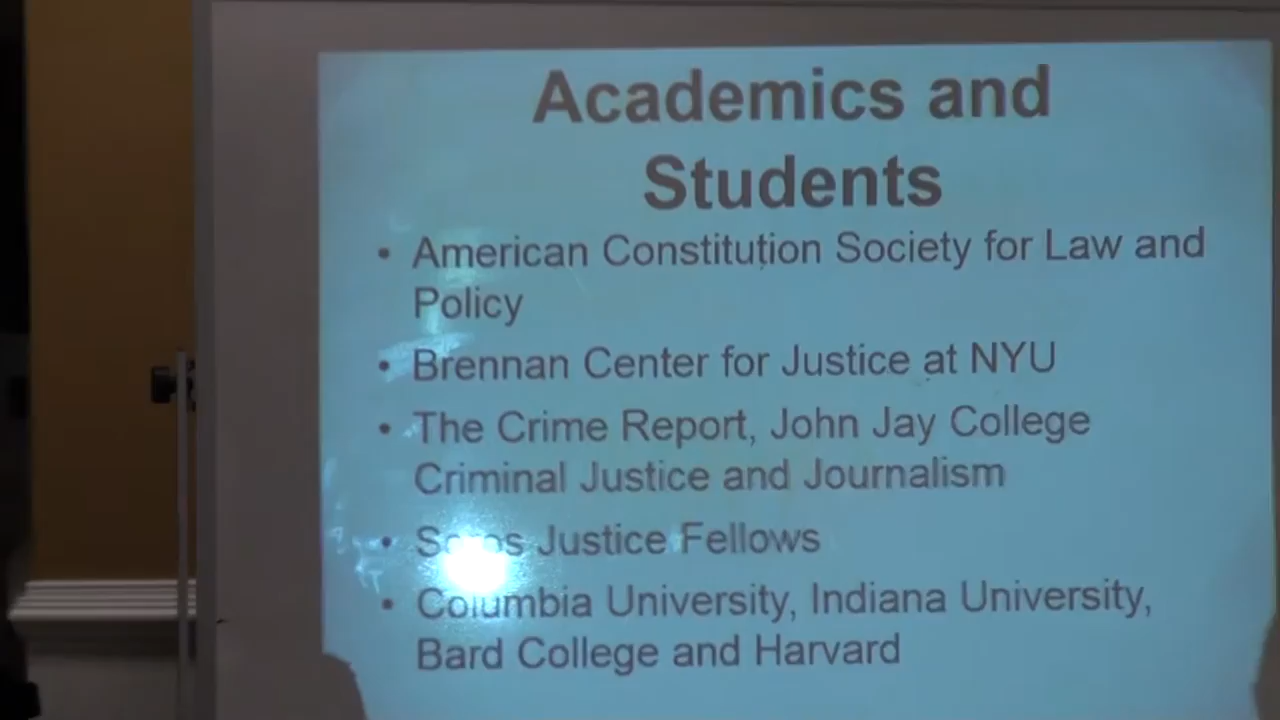 Academics and
Students
• American Constitution Society for Law and
Policy
• Brennan Center for Justice at NYU
• The Crime Report, John Jay College
Criminal Justice and Journalism
• Soros Justice Fellows
• Columbia University, Indiana University,
Bard College and Harvard